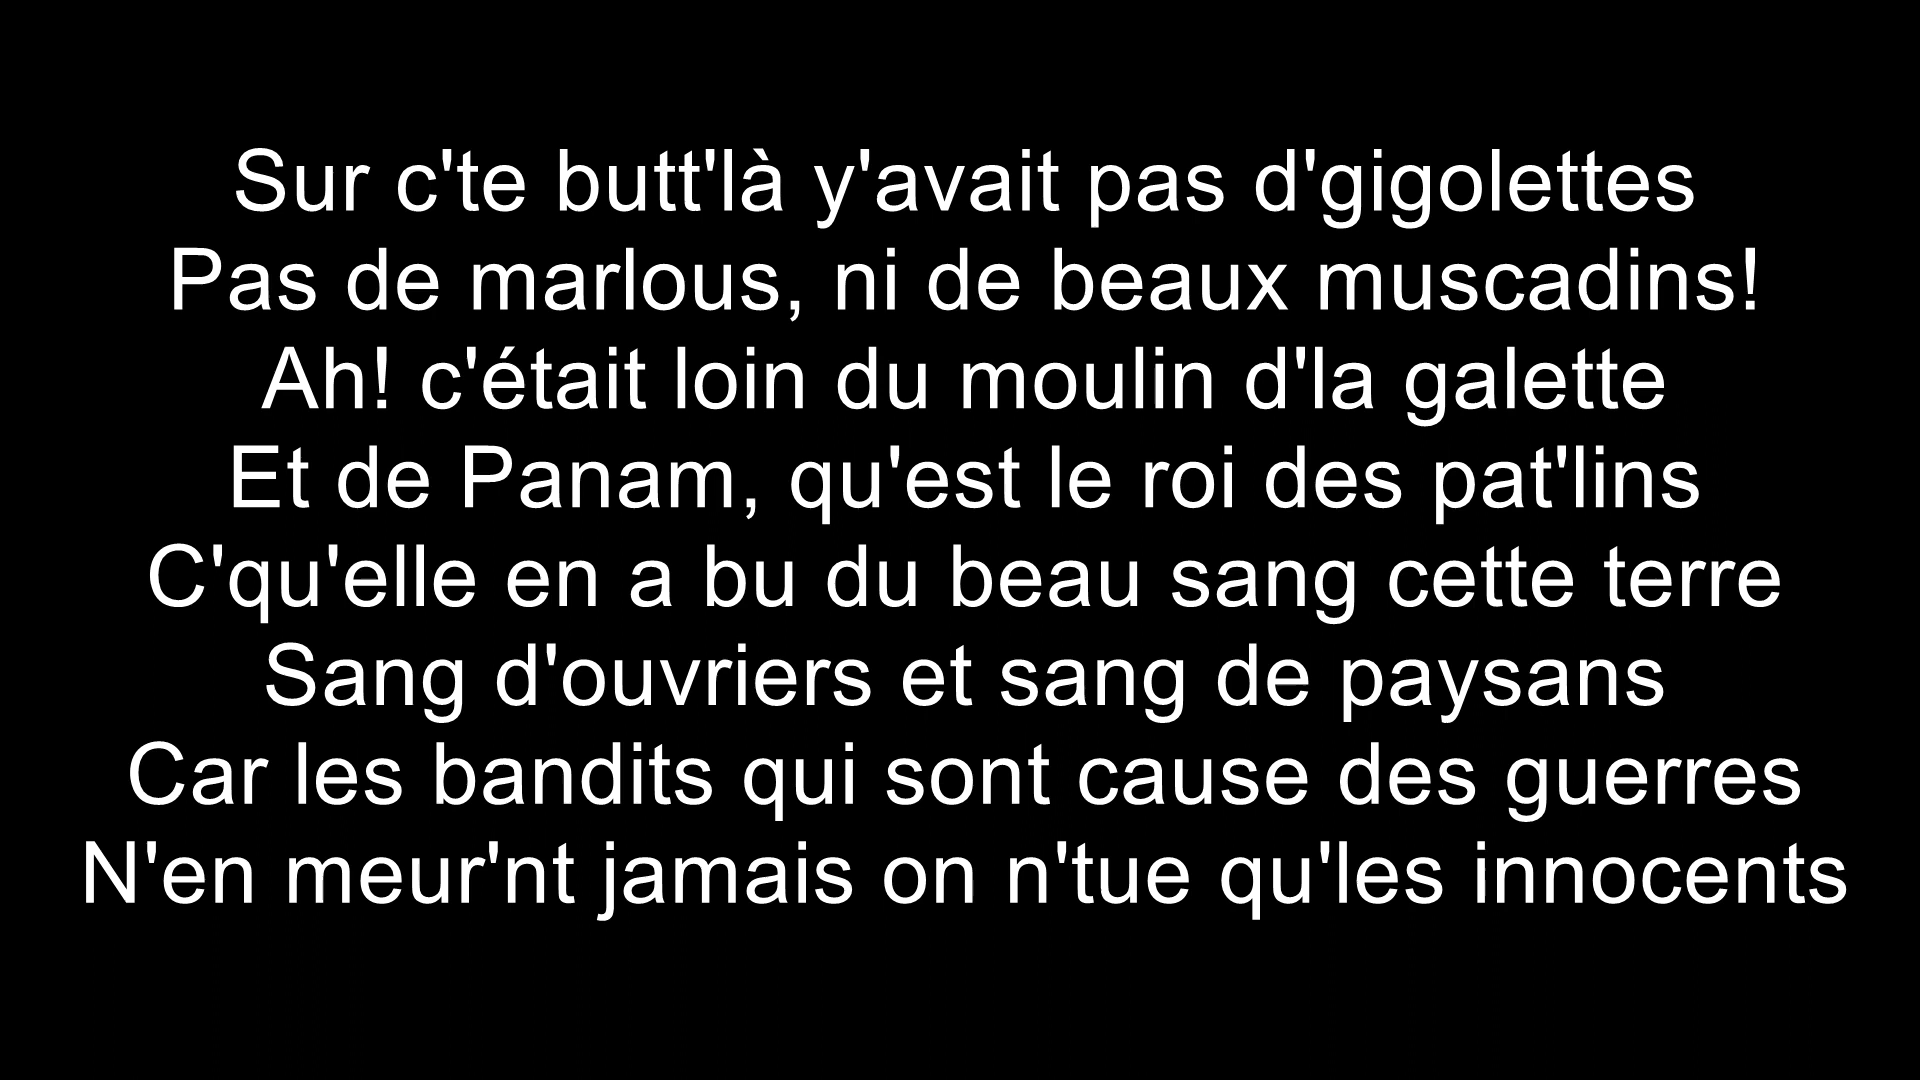 Sur c'te butt'là y'avait pas d'gigolettes
Pas de marlous, ni de beaux muscadins!
Ah! c'était loin du moulin d'la galette
Et de Panam, qu'est le roi des pat'lins
C'qu'elle en a bu du beau sang cette terre
Sang d'ouvriers et sang de paysans
Car les bandits qui sont cause des guerres
N'en meur'nt jamais on n'tue qu'les innocents